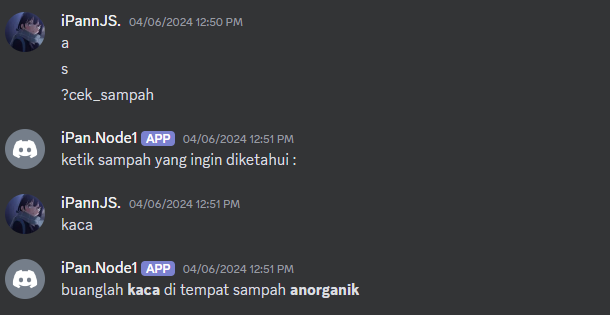 iPannJS. 04/06/2024 12:50 PM
a
s
?cek_sampah
iPan.Node1 APP 04/06/2024 12:51 PM
ketik sampah yang ingin diketahui :
iPannJS. 04/06/2024 12:51 PM
kaca
iPan.Node1 APP 04/06/2024 12:51 PM
buanglah kaca di tempat sampah anorganik